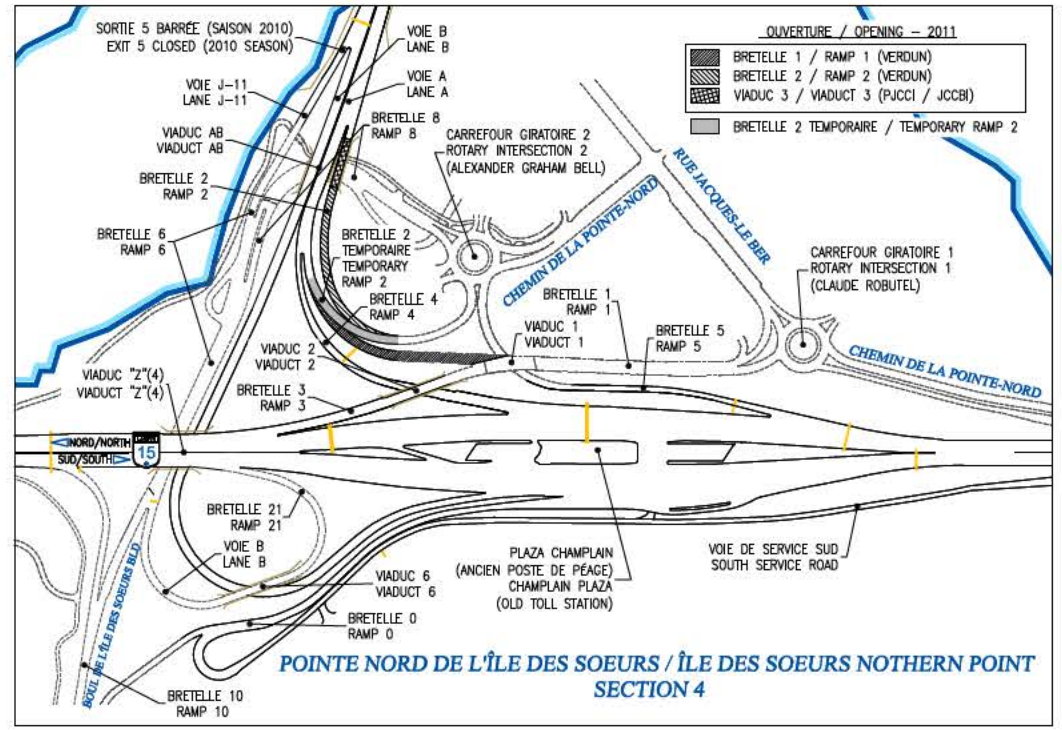 SORTIE 5 BARRÉE (SAISON 2010)
EXIT 5 CLOSED (2010 SEASON)
VOIE B
LANE B
VOIE A
LANE A
VOIE J-11
LANE J-11
VIADUC AB
VIADUCT AB
BRETELLE 8
RAMP 8
CARREFOUR GIRATOIRE 2
ROTARY INTERSECTION 2
(ALEXANDER GRAHAM BELL)
OUVERTURE / OPENING - 2011
BRETELLE 1 / RAMP 1 (VERDUN)
BRETELLE 2 / RAMP 2 (VERDUN)
VIADUC 3 / VIADUCT 3 (PJCCI / JCCBI)
BRETELLE 2 TEMPORAIRE / TEMPORARY RAMP 2
RUE JACQUES-LE BER
BRETELLE 2
RAMP 2
BRETELLE 6
RAMP 6
BRETELLE 2
TEMPORAIRE
TEMPORARY
RAMP 2
CHEMIN DE LA POINTE-NORD
CARREFOUR GIRATOIRE 1
ROTARY INTERSECTION 1
(CLAUDE ROBUTEL)
BRETELLE 4
RAMP 4
BRETELLE 1
RAMP 1
VIADUC 1
VIADUCT 1
BRETELLE 5
RAMP 5
CHEMIN DE LA POINTE-NORD
VIADUC 2
VIADUCT 2
VIADUC "Z"(4)
VIADUCT "Z"(4)
BRETELLE 3
RAMP 3
NORD/NORTH
SUD/SOUTH
15
BRETELLE 21
RAMP 21
VOIE B
LANE B
VIADUC 6
VIADUCT 6
PLAZA CHAMPLAIN
(ANCIEN POSTE DE PÉAGE)
CHAMPLAIN PLAZA
(OLD TOLL STATION)
VOIE DE SERVICE SUD
SOUTH SERVICE ROAD
BRETELLE 0
RAMP 0
BOUL DE L'ÎLE DES SOEURS BLD
BRETELLE 10
RAMP 10
POINTE NORD DE L'ÎLE DES SOEURS / ÎLE DES SOEURS NOTHERN POINT
SECTION 4